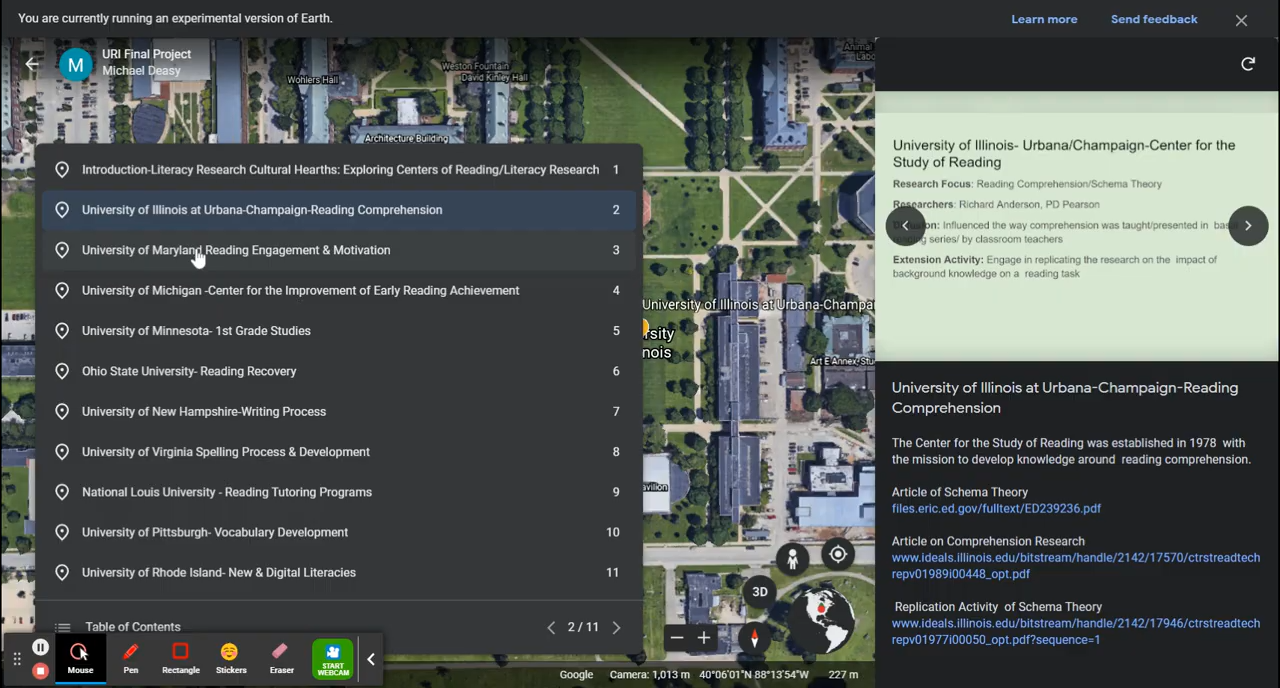 You are currently running an experimental version of Earth.
Learn more
Send feedback
M
URI Final Project
Michael Deasy
Wohlers Hall
Weston Fountain
David Kinley Hall
Animal
Labo
Architecture Building
Introduction-Literacy Research Cultural Hearths: Exploring Centers of Reading/Literacy Research 1
University of Illinois at Urbana-Champaign-Reading Comprehension 2
University of Maryland Reading Engagement & Motivation 3
University of Michigan -Center for the Improvement of Early Reading Achievement 4
University of Minnesota- 1st Grade Studies 5
Ohio State University- Reading Recovery 6
University of New Hampshire-Writing Process 7
University of Virginia Spelling Process & Development 8
National Louis University - Reading Tutoring Programs 9
University of Pittsburgh- Vocabulary Development 10
University of Rhode Island- New & Digital Literacies 11
Table of Contents
2 / 11
University of Illinois at Urbana-Champa
rsity
nois
Art E Annex, Stu
avilion
3D
Mouse
Pen
Rectangle
Stickers
Eraser
START
WEBCAM
Google
Camera: 1,013 m
40°06'01"N 88°13'54"W
227 m
University of Illinois- Urbana/Champaign-Center for the
Study of Reading
Research Focus: Reading Comprehension/Schema Theory
Researchers: Richard Anderson, PD Pearson
Influenced the way comprehension was taught/presented in
series/ by classroom teachers
Extension Activity: Engage in replicating the research on the impact of
background knowledge on a reading task
University of Illinois at Urbana-Champaign-Reading
Comprehension
The Center for the Study of Reading was established in 1978 with
the mission to develop knowledge around reading comprehension.
Article of Schema Theory
files.eric.ed.gov/fulltext/ED239236.pdf
Article on Comprehension Research
www.ideals.illinois.edu/bitstream/handle/2142/17570/ctrstreadtech
repv01989i00448_opt.pdf
Replication Activity of Schema Theory
www.ideals.illinois.edu/bitstream/handle/2142/17946/ctrstreadtech
repv01977i00050_opt.pdf?sequence=1